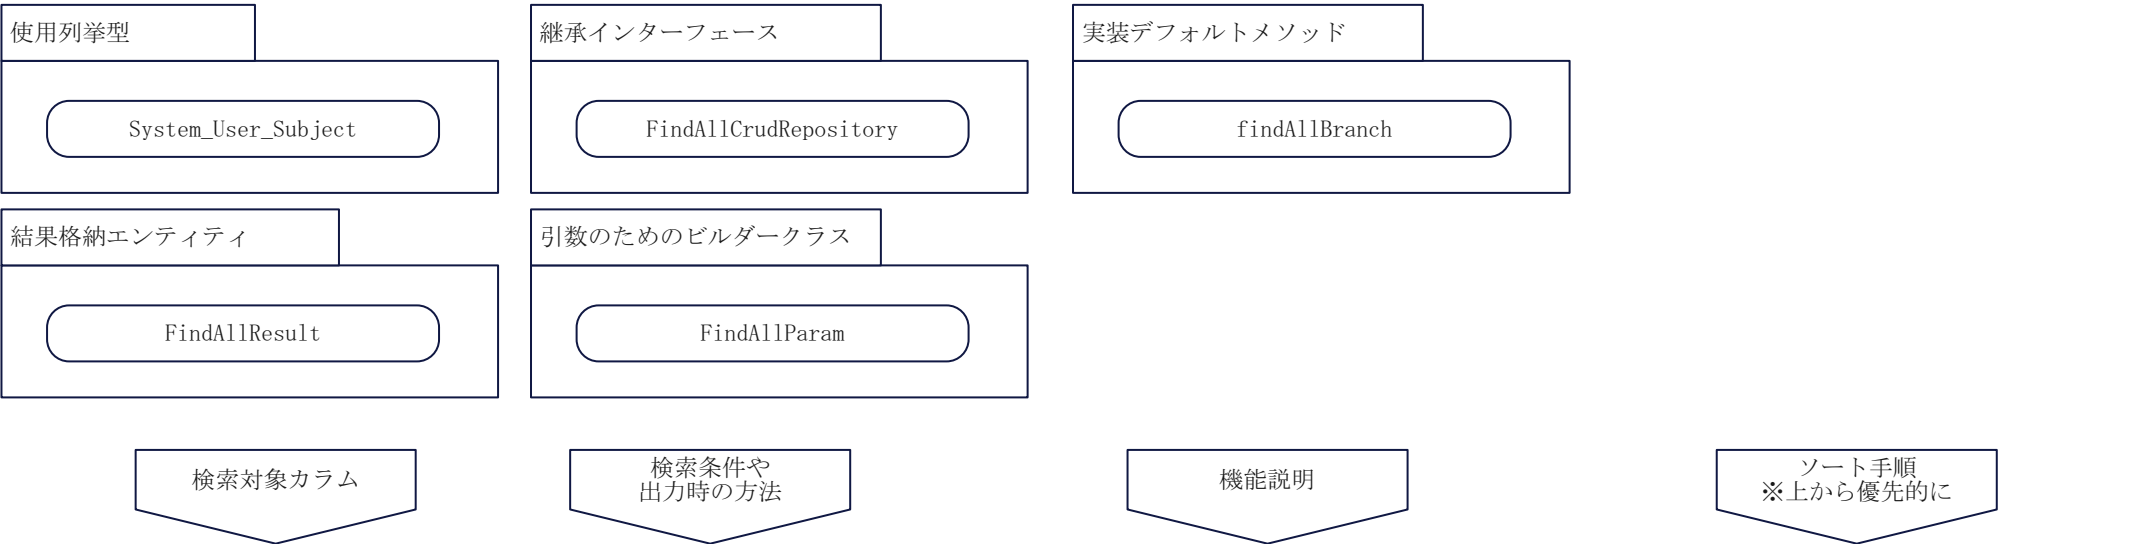 使用列挙型
System_User_Subject
継承インターフェース
FindAllCrudRepository
実装デフォルトメソッド
findAllBranch
結果格納エンティティ
FindAllResult
引数のためのビルダークラス
FindAllParam
検索対象カラム
検索条件や
出力時の方法
機能説明
ソート手順
※上から優先的に